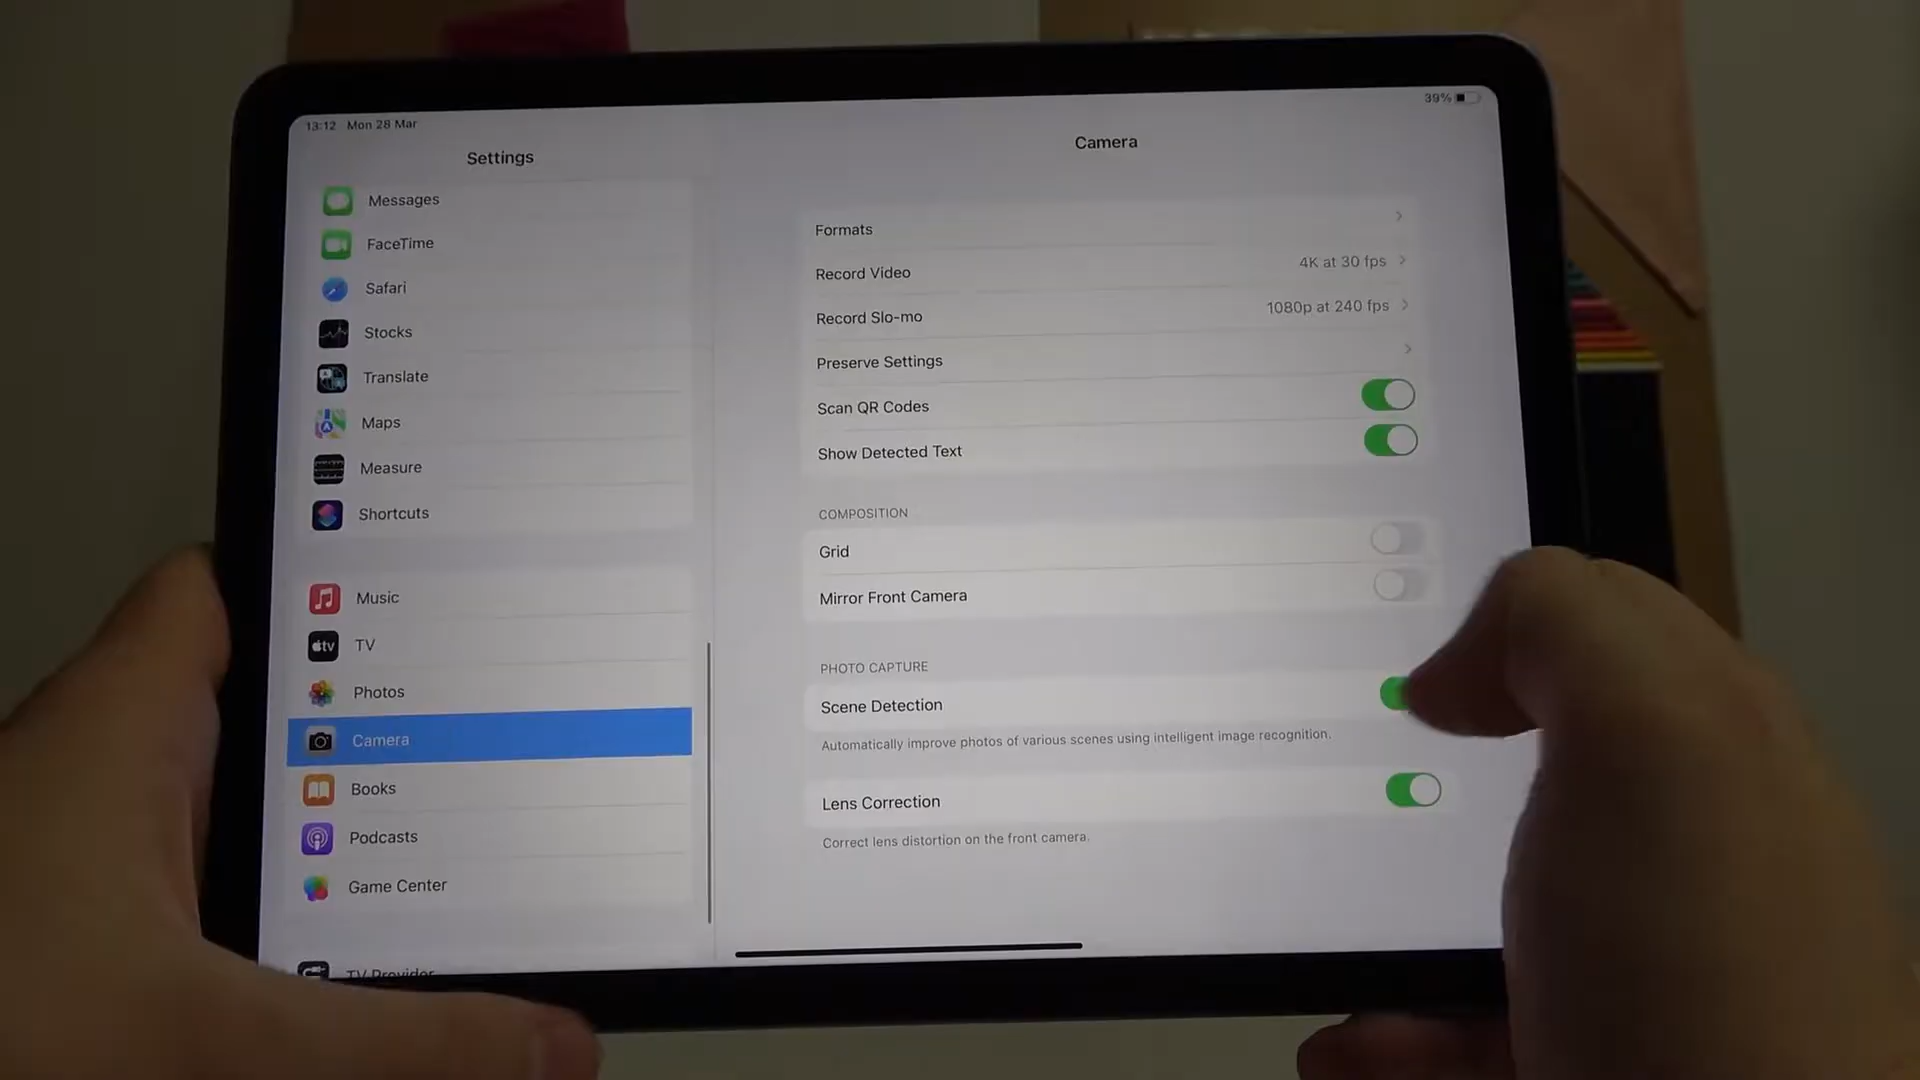 13:12 Mon 28 Mar
39%
Settings
Messages
FaceTime
Safari
Stocks
Translate
Maps
Measure
Shortcuts
Music
tv TV
Photos
Camera
Books
Podcasts
Game Center
TV Provider
Camera
Formats
Record Video 4K at 30 fps
Record Slo-mo 1080p at 240 fps
Preserve Settings
Scan QR Codes
Show Detected Text
COMPOSITION
Grid
Mirror Front Camera
PHOTO CAPTURE
Scene Detection
Automatically improve photos of various scenes using intelligent image recognition.
Lens Correction
Correct lens distortion on the front camera.